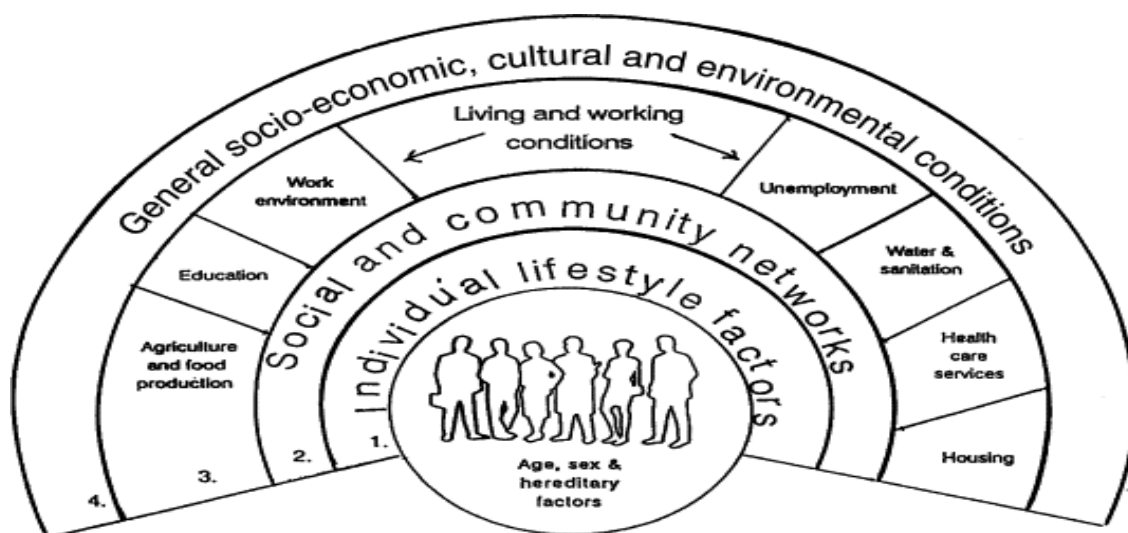 General socio-economic, cultural and environmental conditions
Living and working
conditions
Work
environment
Unemployment
Education
Water &
sanitation
Agriculture
and food
production
Health
care
services
Housing
Social and community networks
Individual lifestyle factors
Age, sex &
hereditary
factors
1.
2.
3.
4.